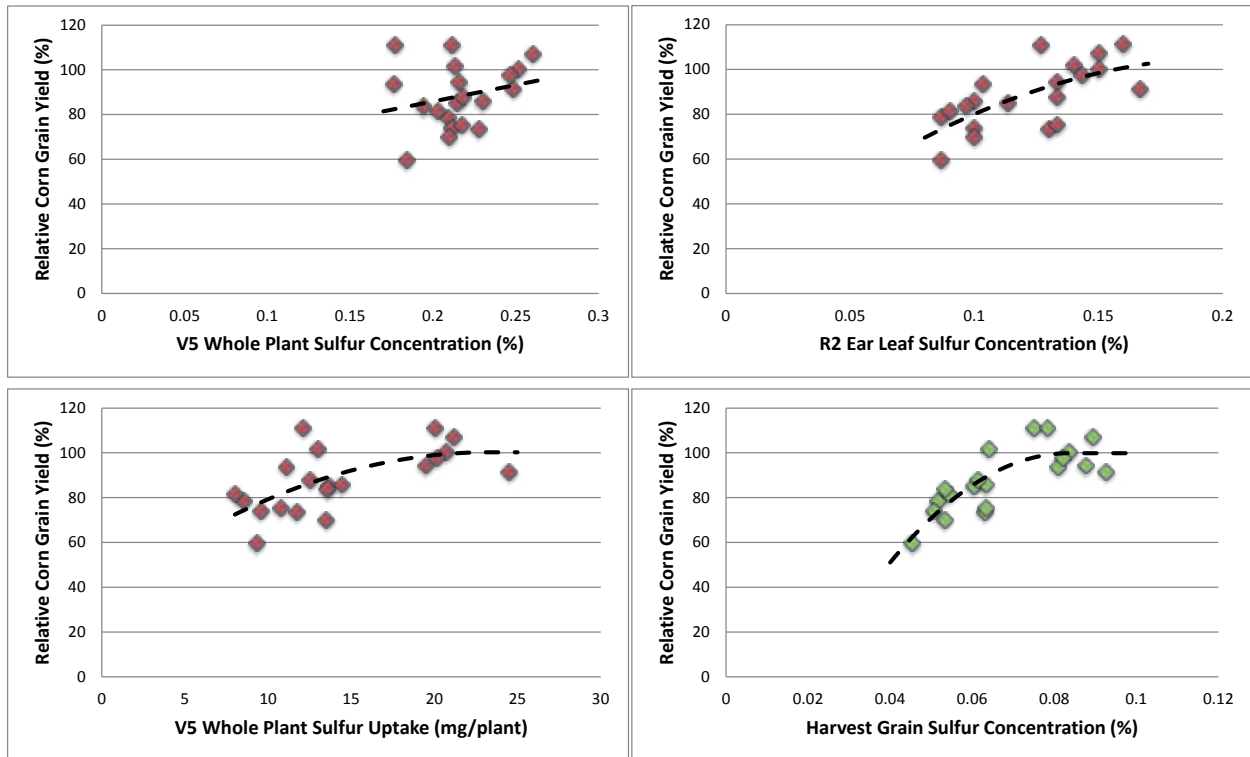 120
100
80
60
40
20
0
Relative Corn Grain Yield (%)
0 0.05 0.1 0.15 0.2 0.25 0.3
V5 Whole Plant Sulfur Concentration (%)
120
100
80
60
40
20
0
Relative Corn Grain Yield (%)
0 0.05 0.1 0.15 0.2
R2 Ear Leaf Sulfur Concentration (%)
120
100
80
60
40
20
0
Relative Corn Grain Yield (%)
0 5 10 15 20 25 30
V5 Whole Plant Sulfur Uptake (mg/plant)
120
100
80
60
40
20
0
Relative Corn Grain Yield (%)
0 0.02 0.04 0.06 0.08 0.1 0.12
Harvest Grain Sulfur Concentration (%)